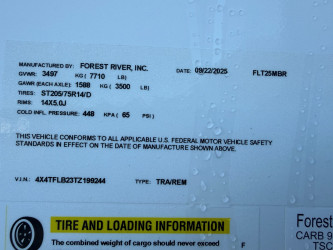 MANUFACTURED BY: FOREST RIVER, INC. DATE: 09/22/2025 FLT25MBR
GVWR: 3497 KG ( 7710 LB)
GAWR (EACH AXLE): 1588 KG ( 3500 LB)
TIRES: ST205/75R14/D
RIMS: 14X5.0J
COLD INFL. PRESSURE: 448 KPA ( 65 PSI )
THIS VEHICLE CONFORMS TO ALL APPLICABLE U.S. FEDERAL MOTOR VEHICLE SAFETY
STANDARDS IN EFFECT ON THE DATE OF MANUFACTURE SHOWN ABOVE.
V.I.N.: 4X4TFLB23TZ199244 TYPE: TRA/REM
TIRE AND LOADING INFORMATION
The combined weight of cargo should never exceed
F
Forest
CARB 9
TSC